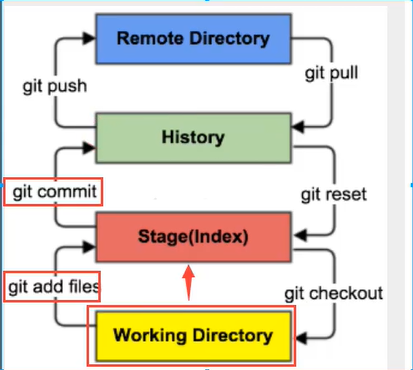 Remote Directory
git push
git pull
History
git commit
git reset
Stage(Index)
git add files
git checkout
Working Directory